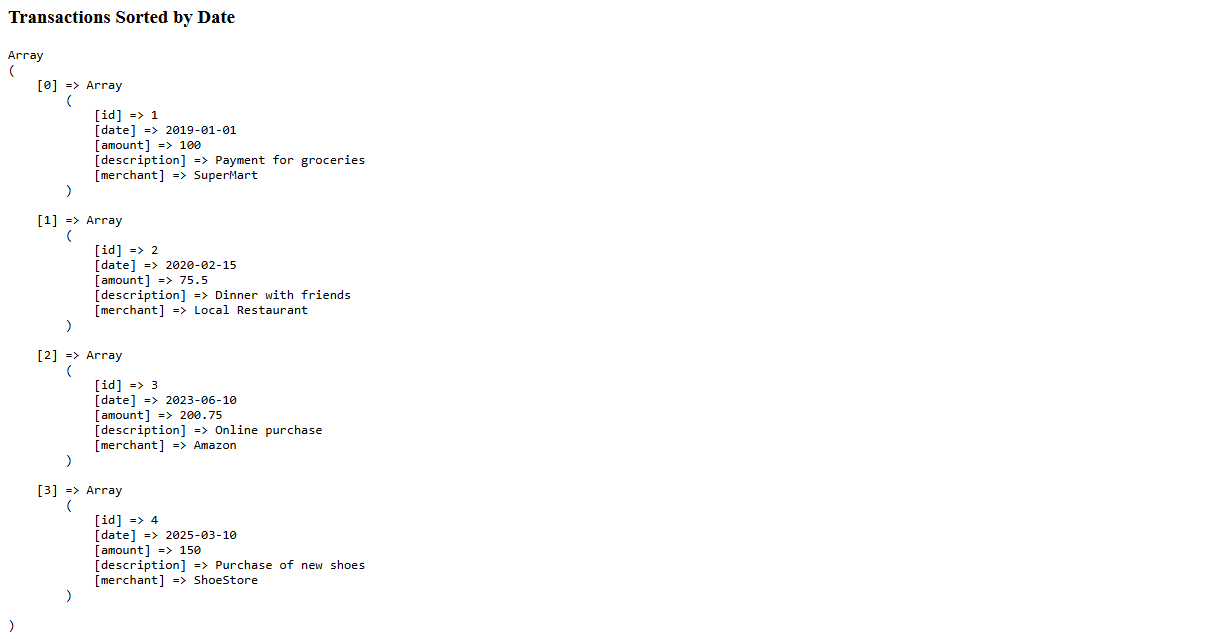 Transactions Sorted by Date
Array
(
    [0] => Array
        (
            [id] => 1
            [date] => 2019-01-01
            [amount] => 100
            [description] => Payment for groceries
            [merchant] => SuperMart
        )

    [1] => Array
        (
            [id] => 2
            [date] => 2020-02-15
            [amount] => 75.5
            [description] => Dinner with friends
            [merchant] => Local Restaurant
        )

    [2] => Array
        (
            [id] => 3
            [date] => 2023-06-10
            [amount] => 200.75
            [description] => Online purchase
            [merchant] => Amazon
        )

    [3] => Array
        (
            [id] => 4
            [date] => 2025-03-10
            [amount] => 150
            [description] => Purchase of new shoes
            [merchant] => ShoeStore
        )

)